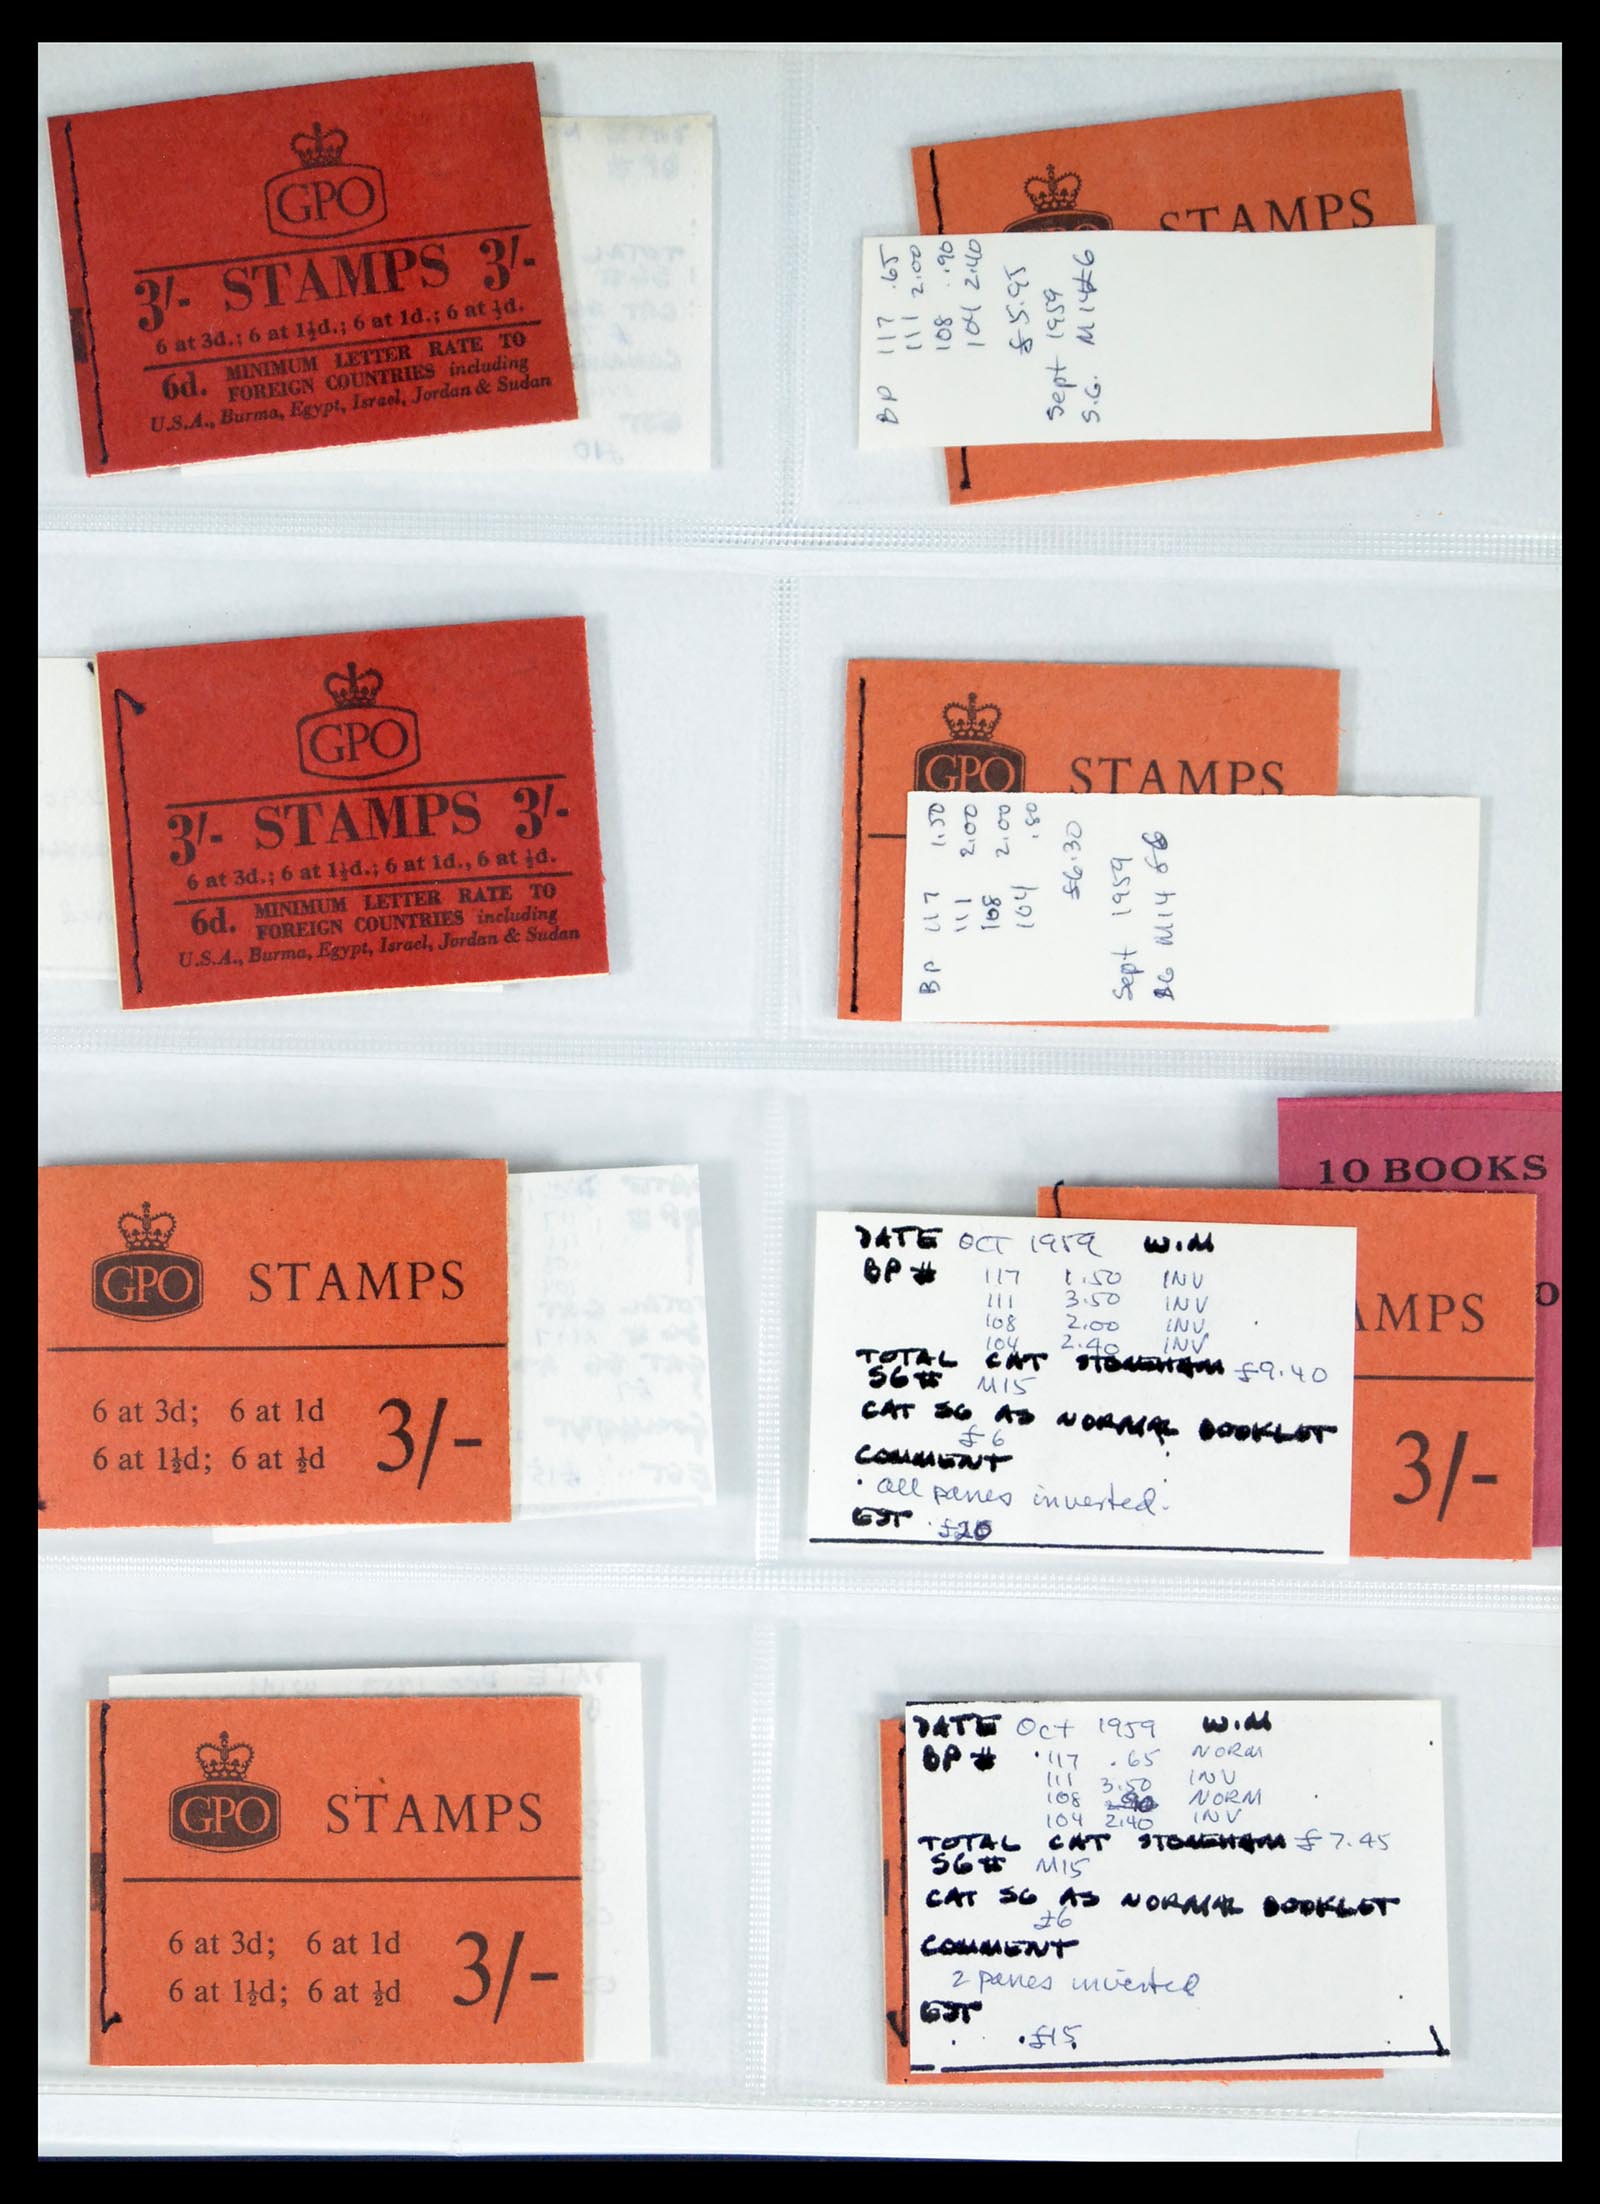 GPO
3/- STAMPS 3/-
6 at 3d.; 6 at 1½d.; 6 at 1d.; 6 at ½d.
6d. MINIMUM LETTER RATE TO
FOREIGN COUNTRIES including
U.S.A., Burma, Egypt, Israel, Jordan & Sudan
STAMPS
BP 117 .65
111 2.00
108 .90
104 2.40
£5.95
Sept 1959
S.G. M14 £6
GPO
3/- STAMPS 3/-
6 at 3d.; 6 at 1½d.; 6 at 1d., 6 at ½d.
6d. MINIMUM LETTER RATE TO
FOREIGN COUNTRIES including
U.S.A., Burma, Egypt, Israel, Jordan & Sudan
GPO STAMPS
BP 117 1.50
111 2.00
108 2.00
104 .80
£6.30
Sept 1959
SG M14 £6
GPO STAMPS
6 at 3d; 6 at 1d
6 at 1½d; 6 at ½d
3/-
10 BOOKS
AMPS
3/-
DATE OCT 1959 W.M
BP # 117 1.50 INV
111 3.50 INV
108 2.00 INV
104 2.40 INV
TOTAL CAT STONEHAM £9.40
SG # M15
CAT SG AS NORMAL BOOKLET
£6
COMMENT
all panes inverted.
EST £20
GPO STAMPS
6 at 3d; 6 at 1d
6 at 1½d; 6 at ½d
3/-
DATE Oct 1959 W.M
BP # 117 .65 NORM
111 3.50 INV
108 .90 NORM
104 2.40 INV
TOTAL CAT STONEHAM £7.45
SG # M15
CAT SG AS NORMAL BOOKLET
£6
COMMENT
2 panes inverted
EST
£15